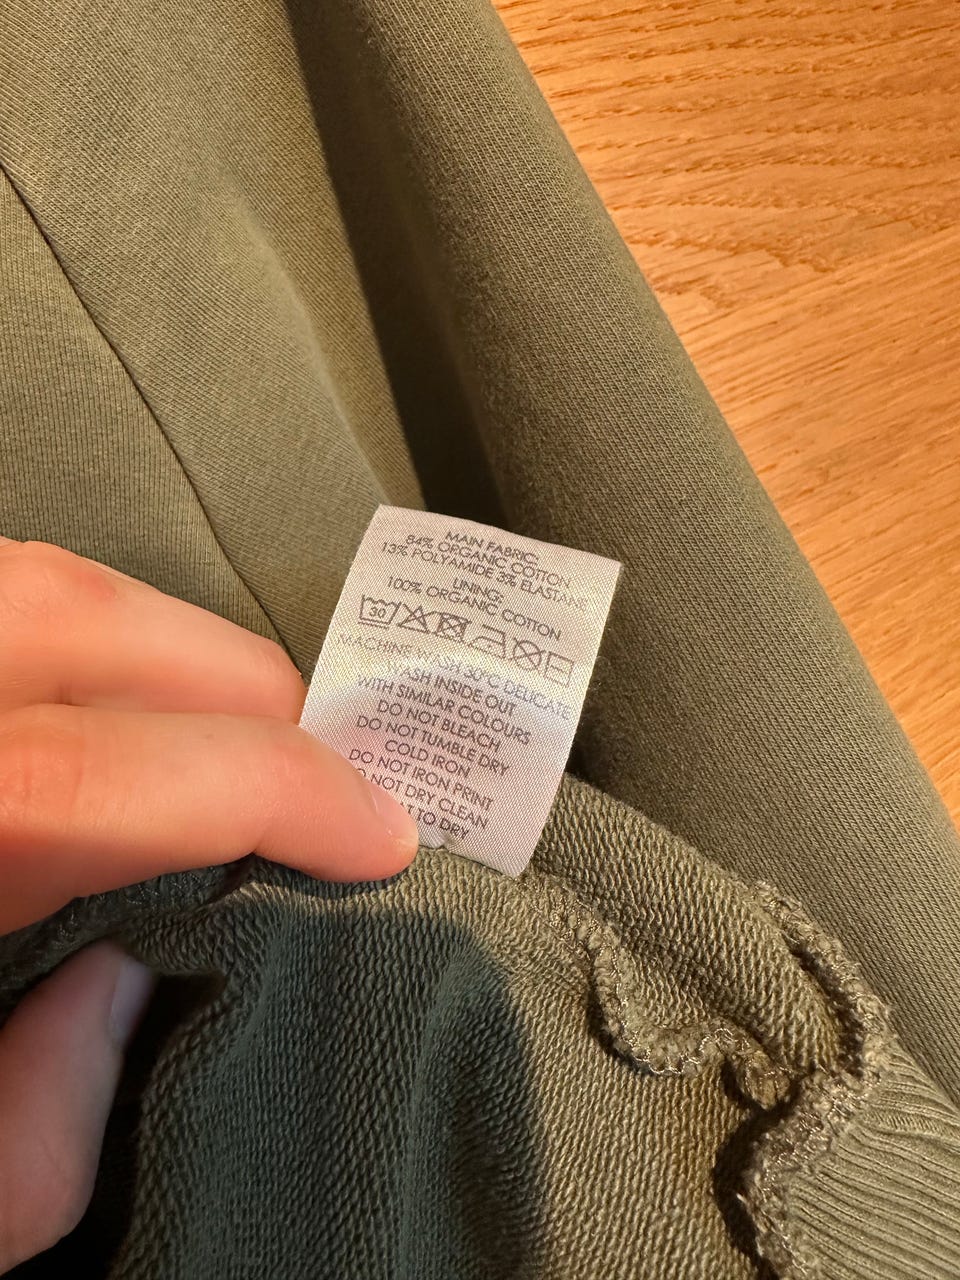 MAIN FABRIC:
84% ORGANIC COTTON
13% POLYAMIDE 3% ELASTANE
LINING:
100% ORGANIC COTTON
30
MACHINE WASH 30°C DELICATE
WASH INSIDE OUT
WITH SIMILAR COLOURS
DO NOT BLEACH
DO NOT TUMBLE DRY
COLD IRON
DO NOT IRON PRINT
DO NOT DRY CLEAN
TO DRY